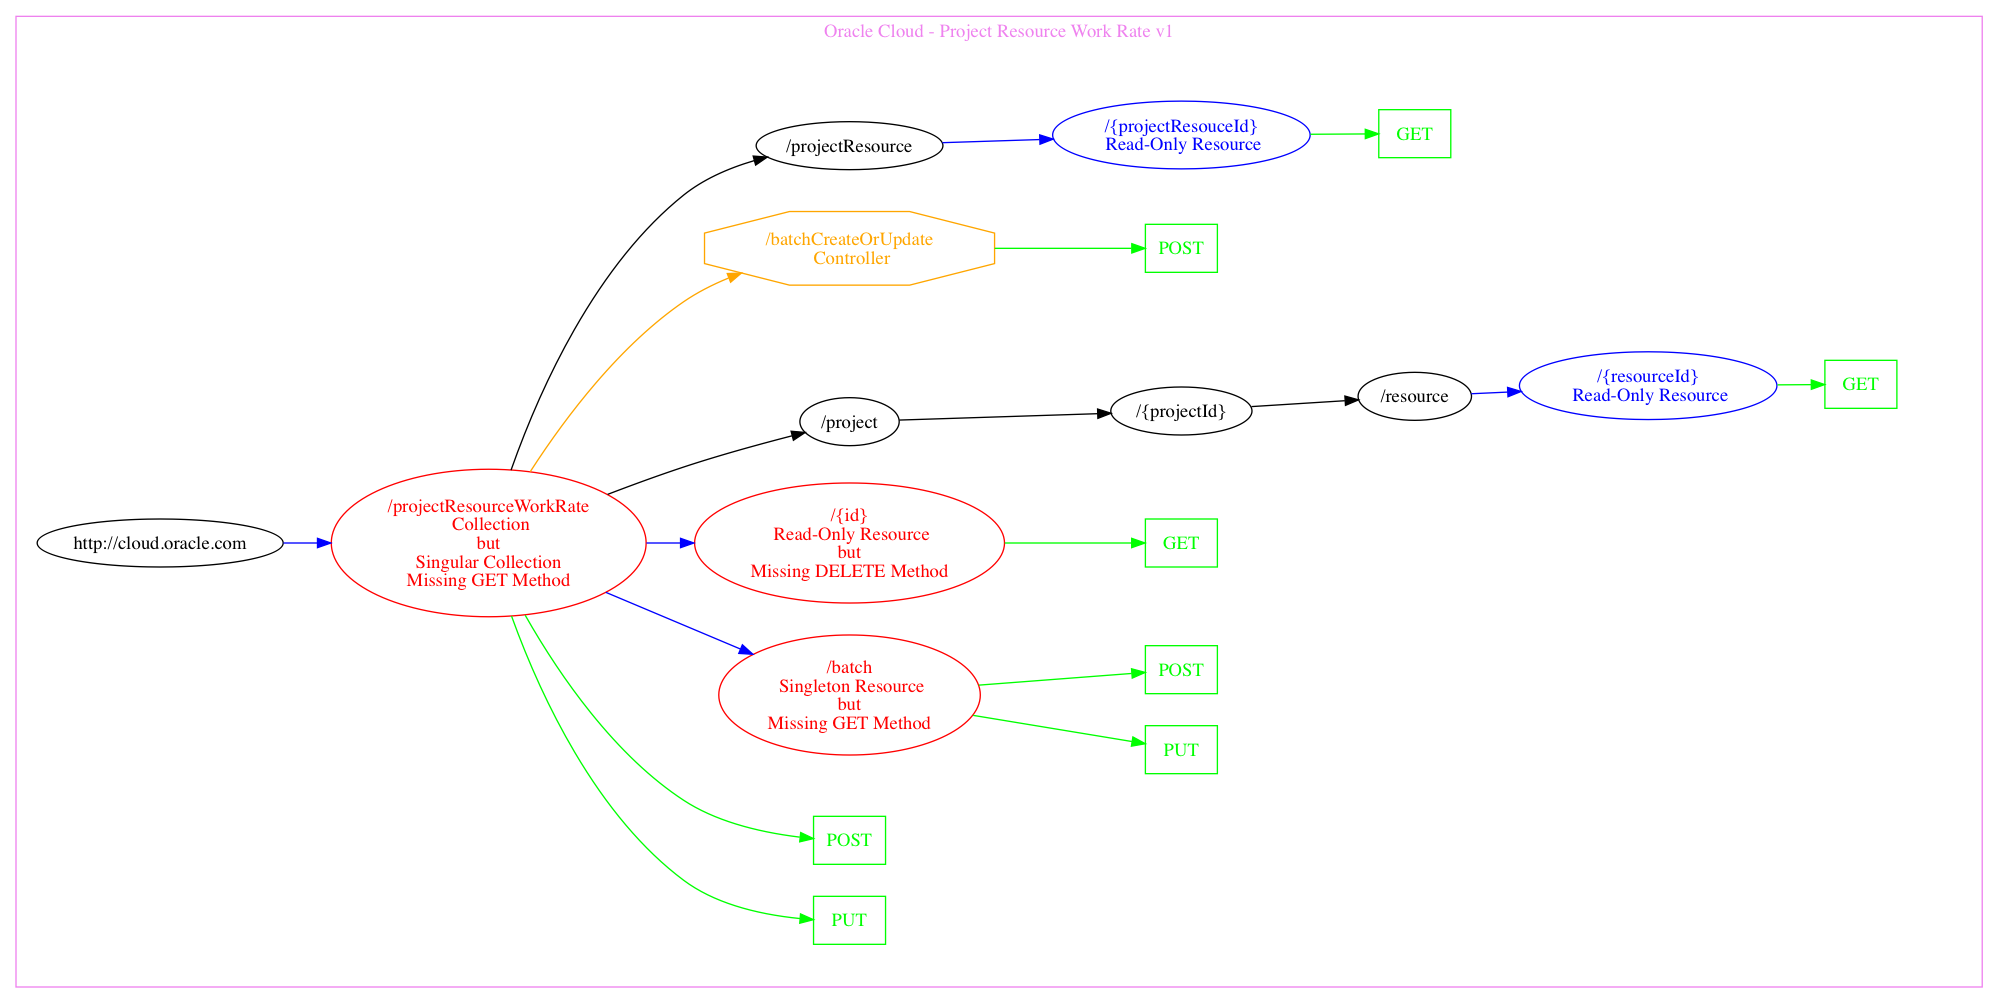 Oracle Cloud - Project Resource Work Rate v1
/projectResource
/{projectResouceId}
Read-Only Resource
GET
/batchCreateOrUpdate
Controller
POST
/project
/{projectId}
/resource
/{resourceId}
Read-Only Resource
GET
http://cloud.oracle.com
/projectResourceWorkRate
Collection
but
Singular Collection
Missing GET Method
/{id}
Read-Only Resource
but
Missing DELETE Method
GET
/batch
Singleton Resource
but
Missing GET Method
POST
PUT
POST
PUT